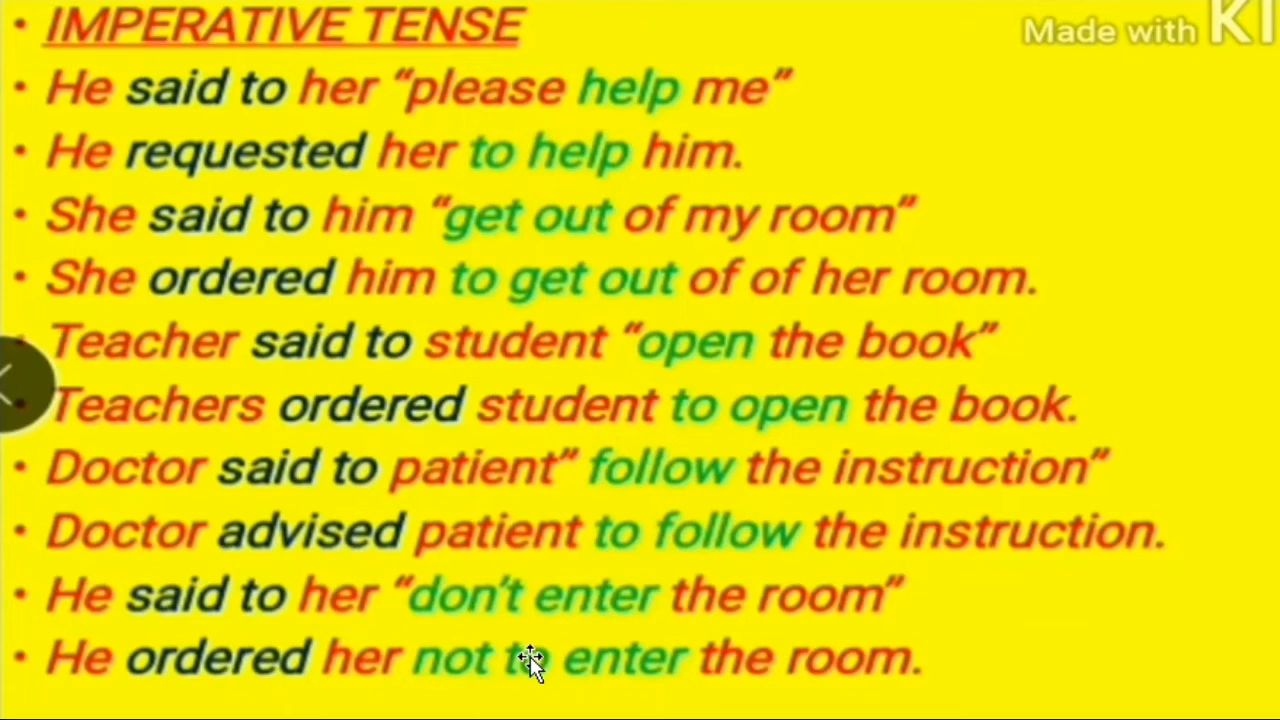 • IMPERATIVE TENSE
Made with KI
• He said to her “please help me”
• He requested her to help him.
• She said to him “get out of my room”
• She ordered him to get out of of her room.
• Teacher said to student “open the book”
• Teachers ordered student to open the book.
• Doctor said to patient” follow the instruction”
• Doctor advised patient to follow the instruction.
• He said to her “don’t enter the room”
• He ordered her not to enter the room.